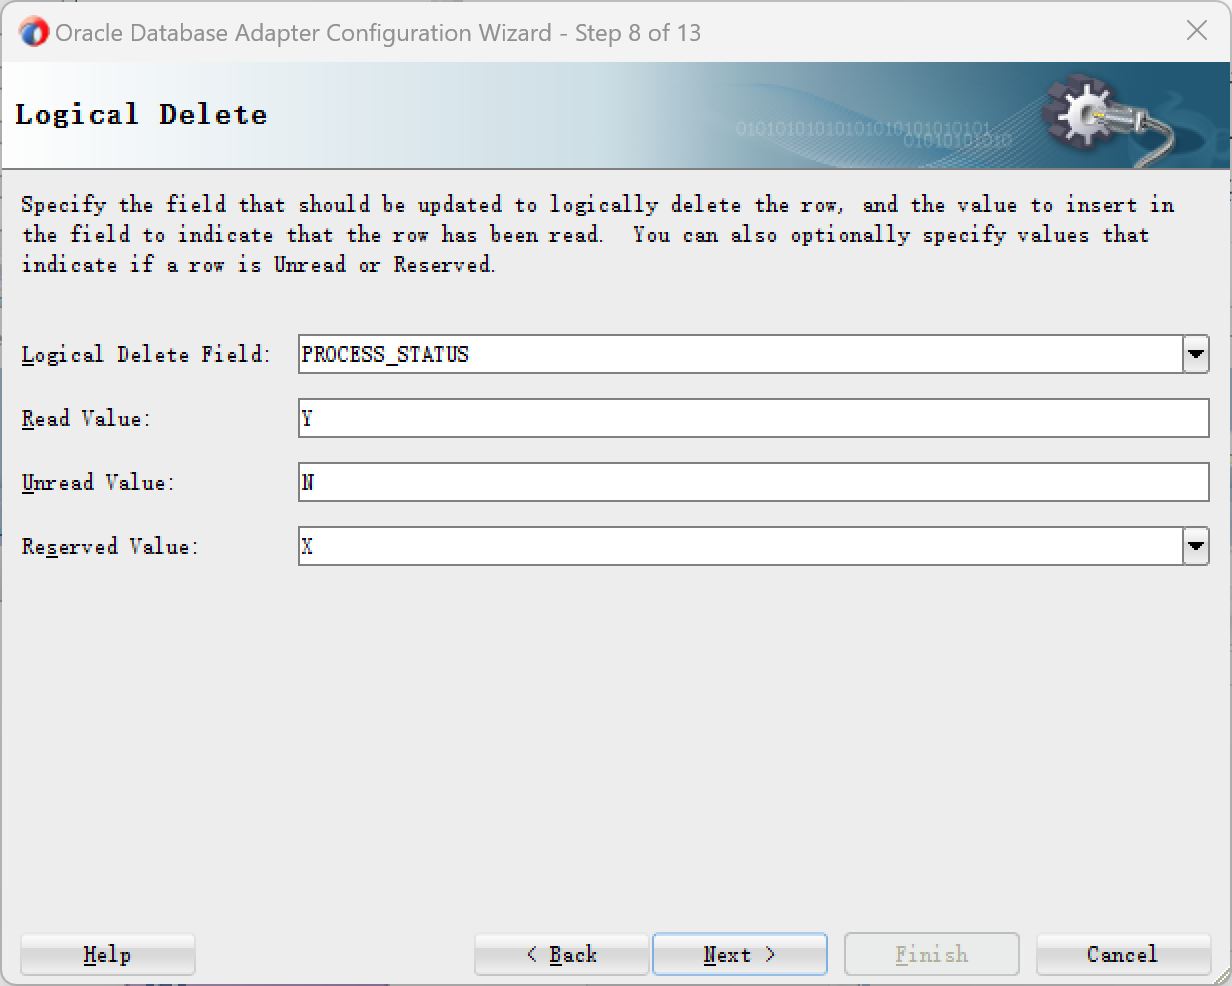 Oracle Database Adapter Configuration Wizard - Step 8 of 13
Logical Delete
0101010101010101010101010101
01010101010
Specify the field that should be updated to logically delete the row, and the value to insert in
the field to indicate that the row has been read.  You can also optionally specify values that
indicate if a row is Unread or Reserved.
Logical Delete Field: PROCESS_STATUS
Read Value: Y
Unread Value: N
Reserved Value: X
Help < Back Next > Finish Cancel